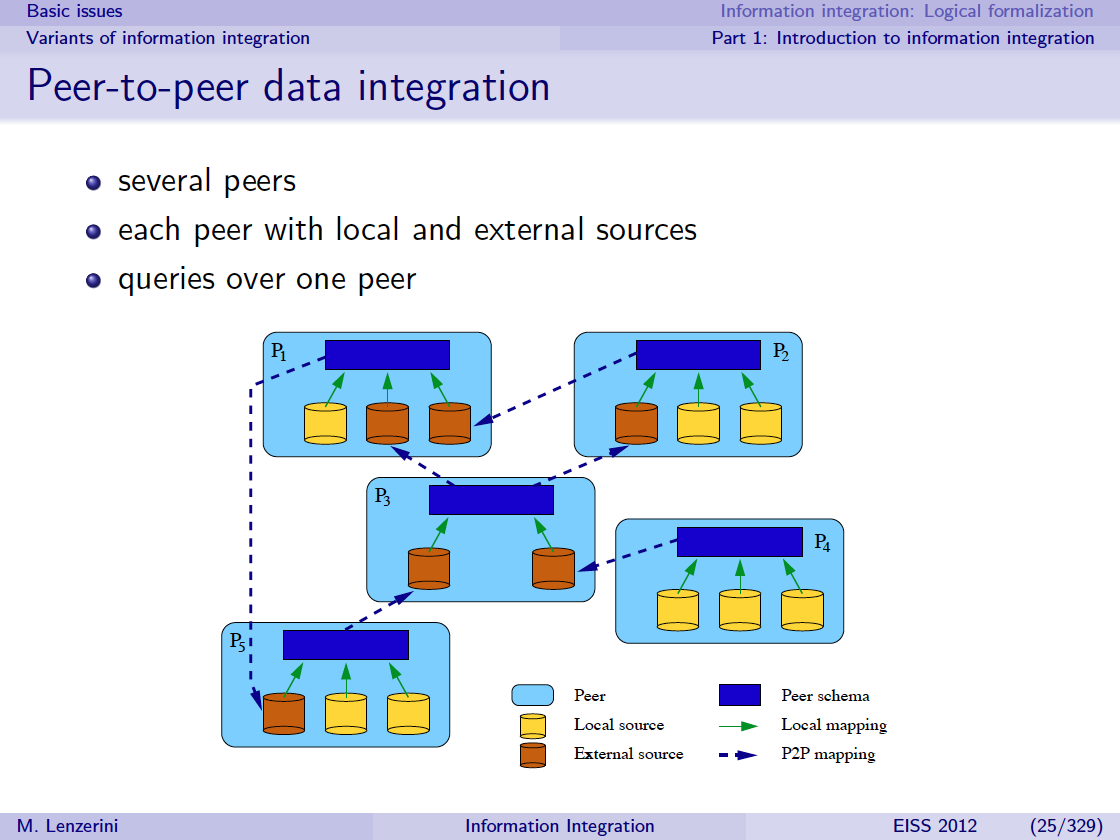 Basic issues
Information integration: Logical formalization
Variants of information integration
Part 1: Introduction to information integration
Peer-to-peer data integration
several peers
each peer with local and external sources
queries over one peer
P1
P2
P3
P4
P5
Peer
Peer schema
Local source
Local mapping
External source
P2P mapping
M. Lenzerini
Information Integration
EISS 2012
(25/329)